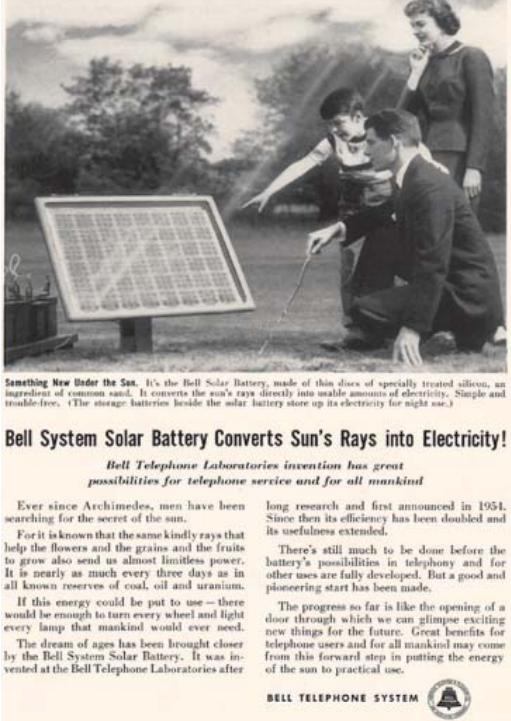 Something New Under the Sun. It's the Bell Solar Battery, made of thin discs of specially treated silicon, an
ingredient of common sand. It converts the sun's rays directly into usable amounts of electricity. Simple and
trouble-free. (The storage batteries beside the solar battery store up its electricity for night use.)
Bell System Solar Battery Converts Sun's Rays into Electricity!
Bell Telephone Laboratories invention has great
possibilities for telephone service and for all mankind
Ever since Archimedes, men have been
searching for the secret of the sun.
For it is known that the same kindly rays that
help the flowers and the grains and the fruits
to grow also send us almost limitless power.
It is nearly as much every three days as in
all known reserves of coal, oil and uranium.
If this energy could be put to use — there
would be enough to turn every wheel and light
every lamp that mankind would ever need.
The dream of ages has been brought closer
by the Bell System Solar Battery. It was in-
vented at the Bell Telephone Laboratories after
long research and first announced in 1954.
Since then its efficiency has been doubled and
its usefulness extended.
There's still much to be done before the
battery's possibilities in telephony and for
other uses are fully developed. But a good and
pioneering start has been made.
The progress so far is like the opening of a
door through which we can glimpse exciting
new things for the future. Great benefits for
telephone users and for all mankind may come
from this forward step in putting the energy
of the sun to practical use.
BELL TELEPHONE SYSTEM